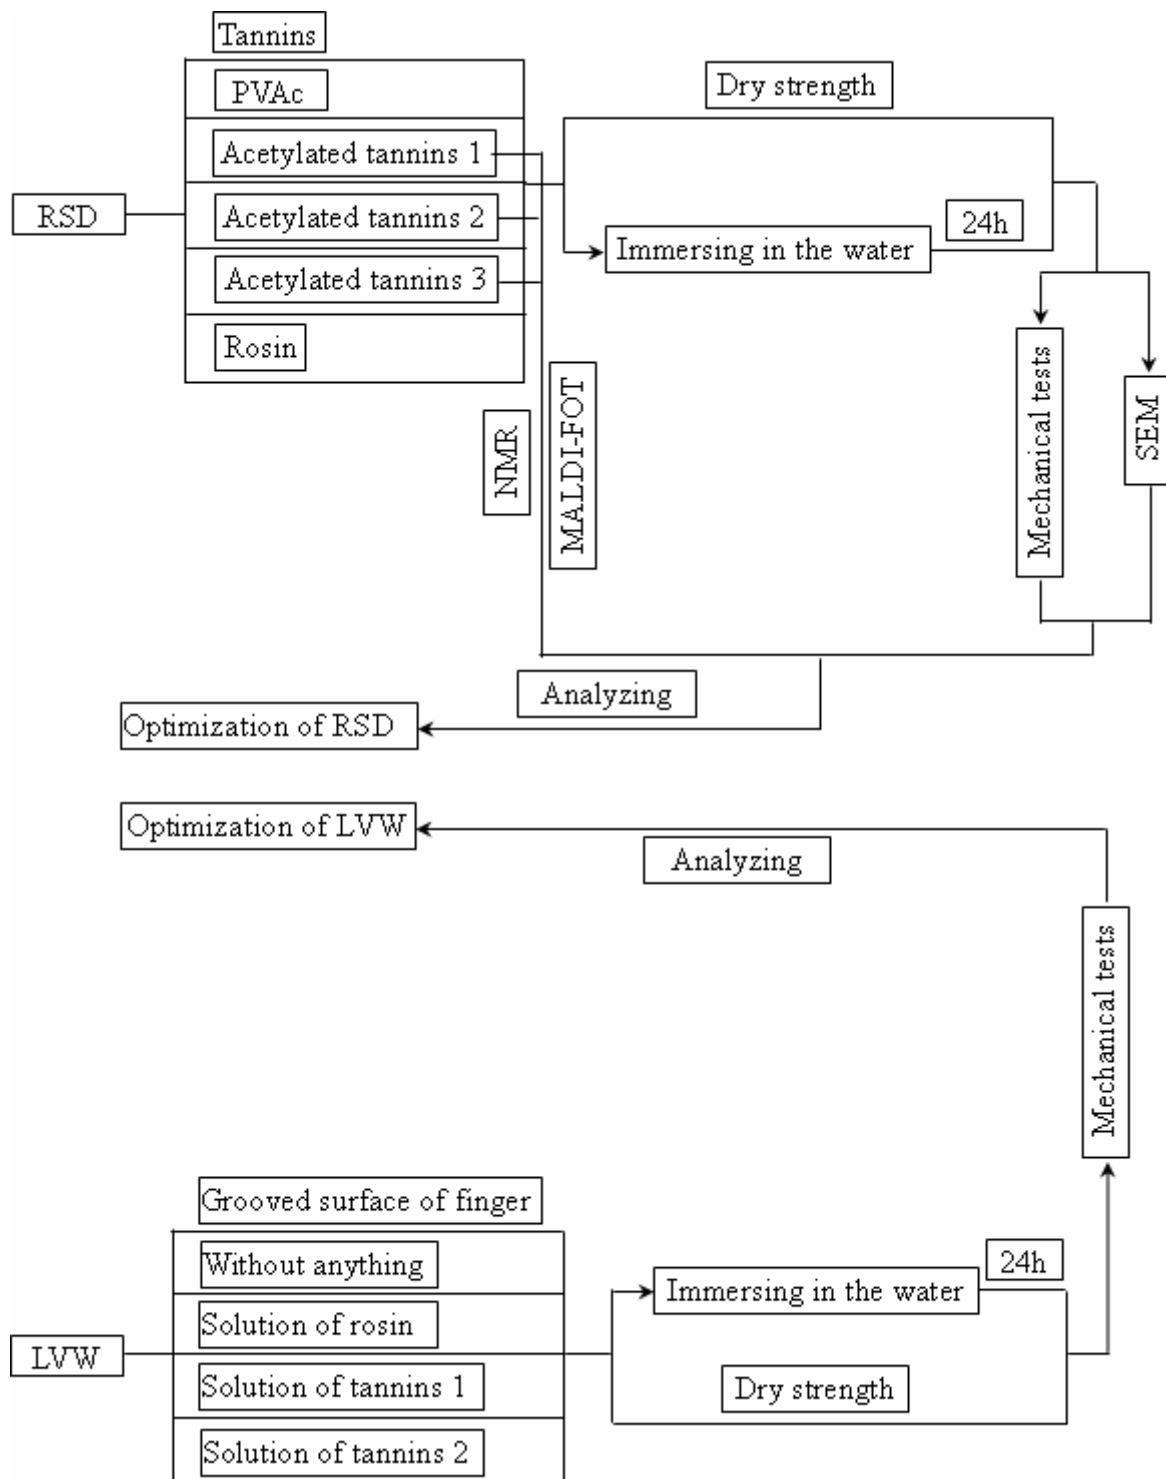 Tannins
PVAc
Dry strength
Acetylated tannins 1
RSD
Acetylated tannins 2
24h
Immersing in the water
Acetylated tannins 3
Rosin
NMR
MALDI-FOT
Mechanical tests
SEM
Analyzing
Optimization of RSD
Optimization of LVW
Analyzing
Mechanical tests
Grooved surface of finger
Without anything
24h
Immersing in the water
Solution of rosin
LVW
Solution of tannins 1
Dry strength
Solution of tannins 2